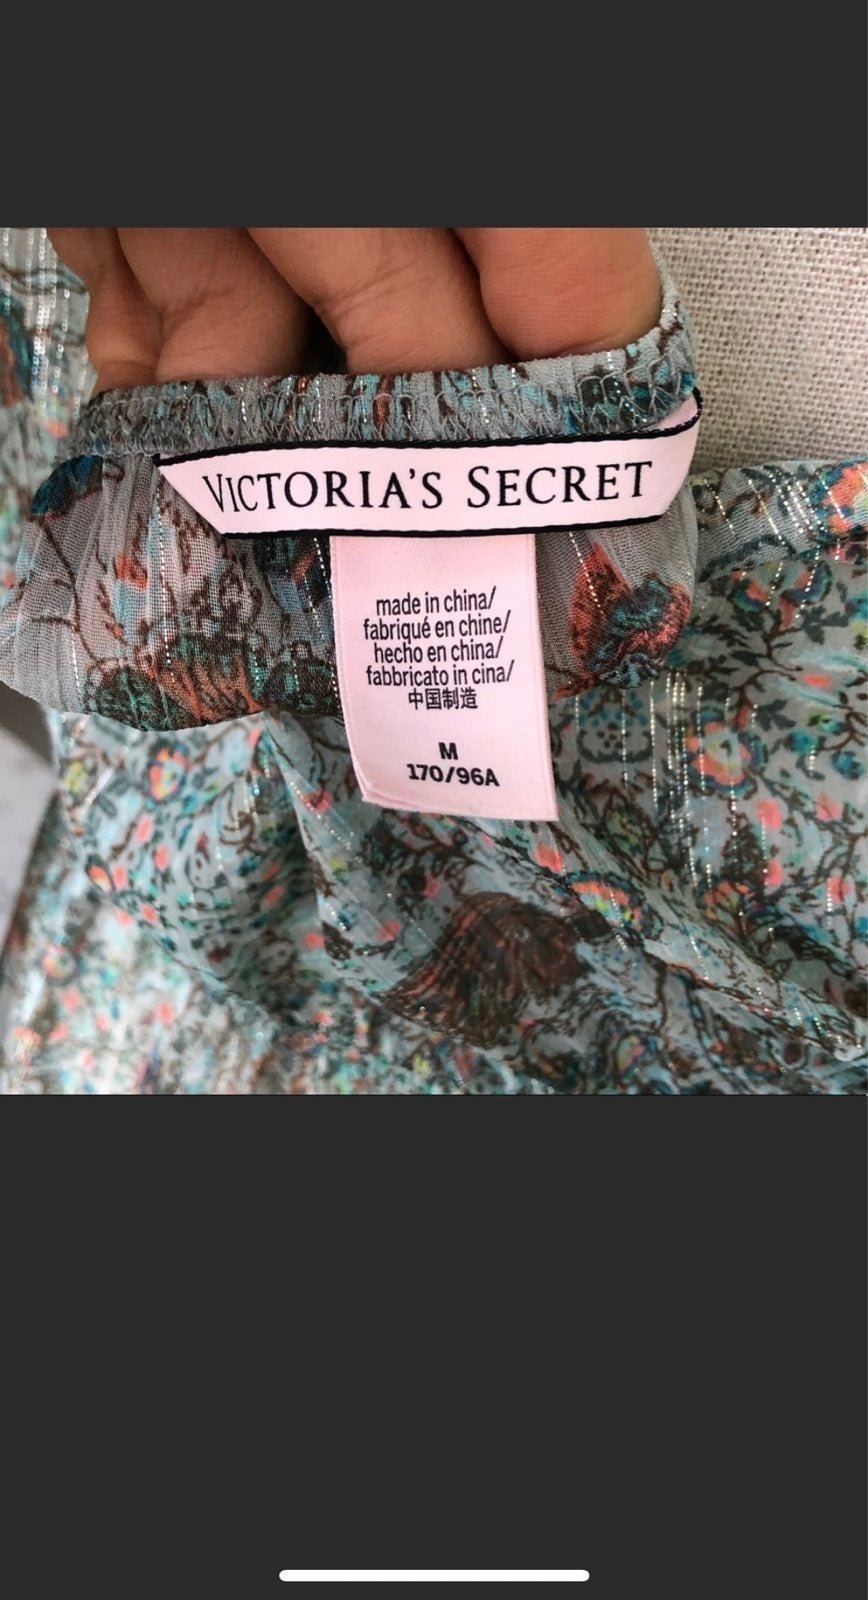 VICTORIA'S SECRET
made in china/
fabriqué en chine/
hecho en china/
fabbricato in cina/
中国制造
M
170/96A